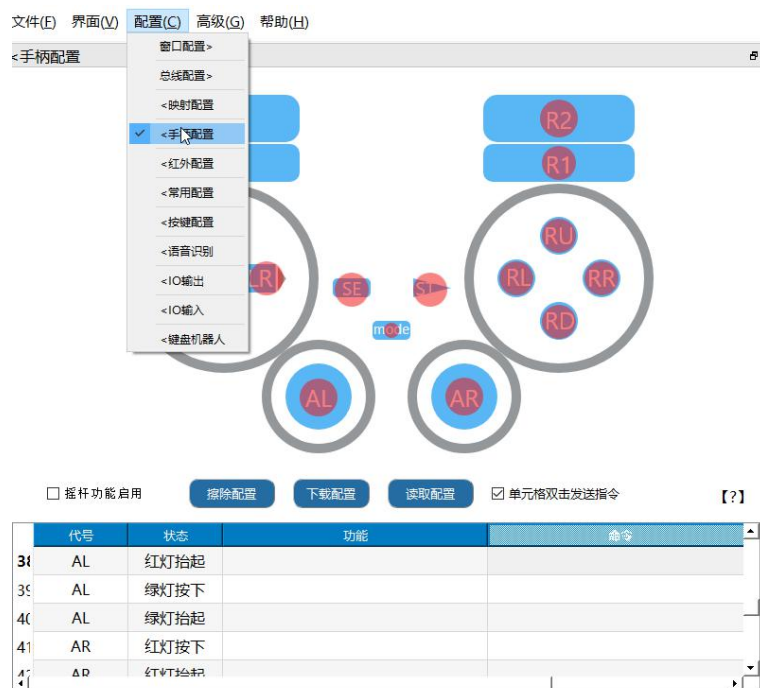 文件(F) 界面(V) 配置(C) 高级(G) 帮助(H)
<手柄配置
窗口配置>
总线配置>
<映射配置
<手柄配置
<红外配置
<常用配置
<按键配置
<语音识别
<IO输出
<IO输入
<键盘机器人
R2
R1
RU
LR RL RR
SE ST
RD
mode
AL AR
摇杆功能启用 擦除配置 下载配置 读取配置 单元格双击发送指令 【?】
代号 状态 功能 命令
38 AL 红灯抬起
39 AL 绿灯按下
40 AL 绿灯抬起
41 AR 红灯按下
42 AR 红灯抬起